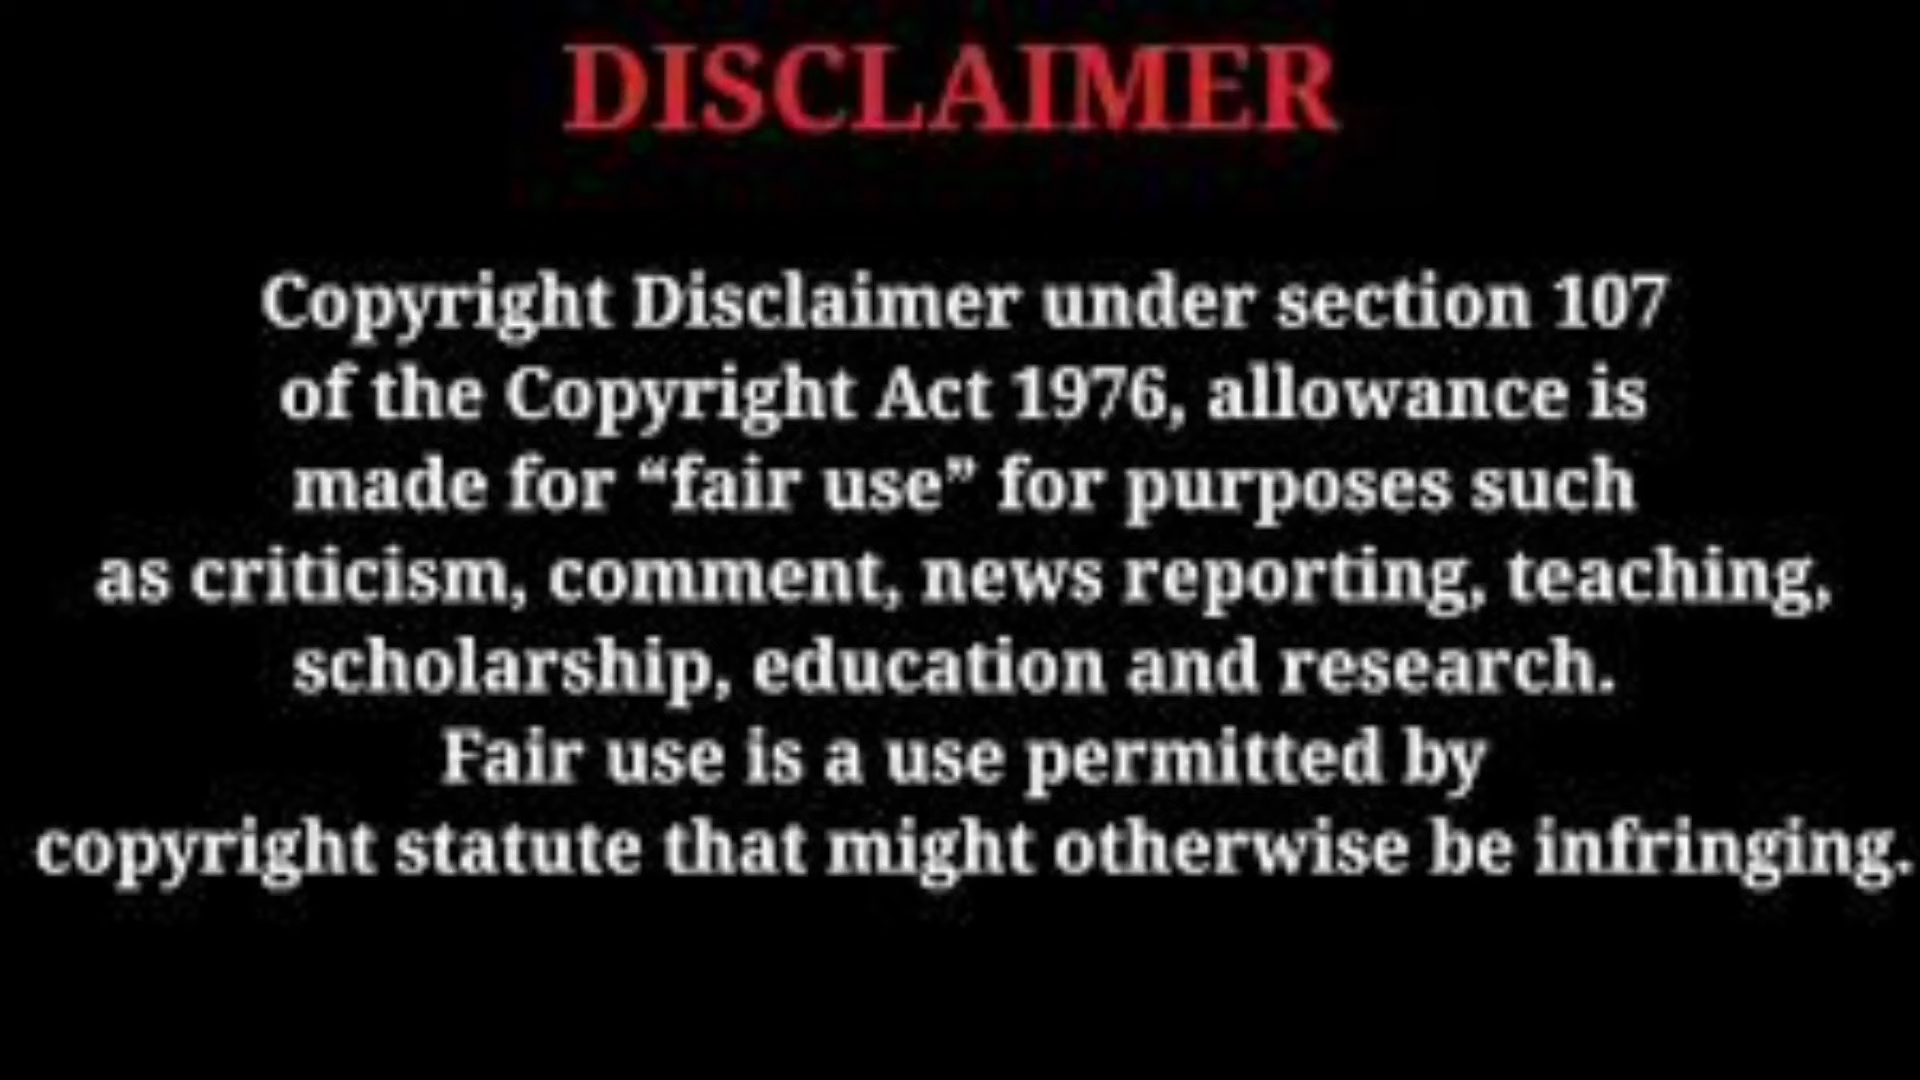 DISCLAIMER
Copyright Disclaimer under section 107
of the Copyright Act 1976, allowance is
made for “fair use” for purposes such
as criticism, comment, news reporting, teaching,
scholarship, education and research.
Fair use is a use permitted by
copyright statute that might otherwise be infringing.